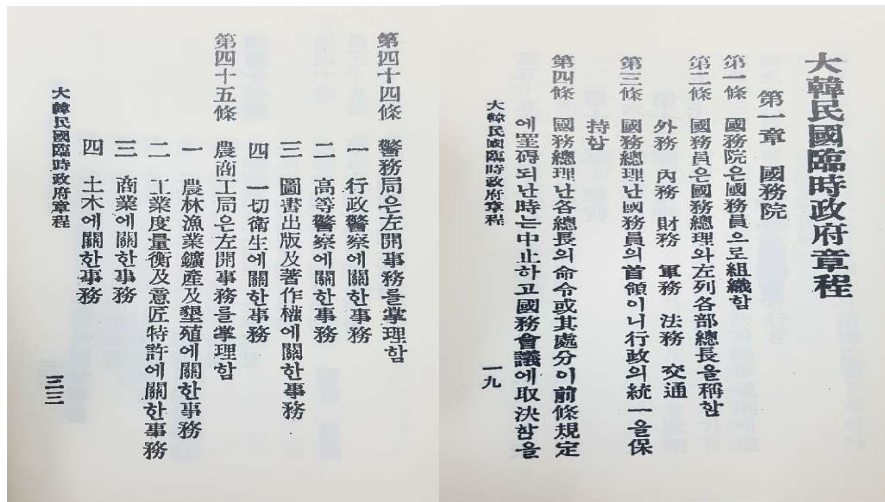 大韓民國臨時政府章程
第一章 國務院
第一條 國務院은國務員으로組織함
第二條 國務員은國務總理와左列各部總長을稱함
外務 內務 財務 軍務 法務 交通
第三條 國務總理난國務員의首領이니行政의統一을保
持함
第四條 國務總理난各總長의命令或其處分이前條規定
에罣碍되난時는中止하고國務會議에取決함을
大韓民國臨時政府章程
一九
第四十四條 警務局은左開事務를掌理함
一 行政警察에關한事務
二 高等警察에關한事務
三 圖書出版及著作權에關한事務
四 一切衛生에關한事務
第四十五條 農商工局은左開事務를掌理함
一 農林漁業鑛產及墾殖에關한事務
二 工業度量衡及意匠特許에關한事務
三 商業에關한事務
四 土木에關한事務
大韓民國臨時政府章程
三三